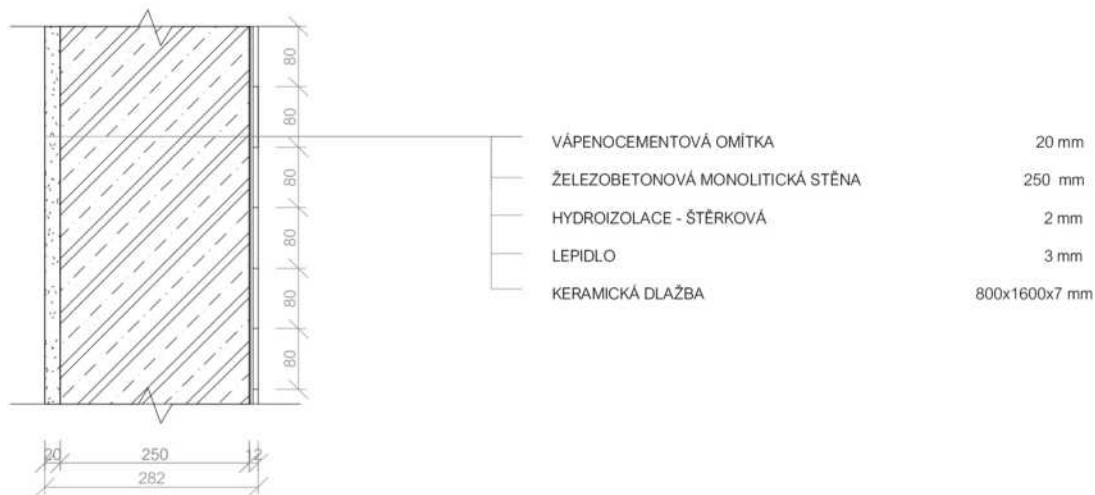 80
80
80
80
80
80
VÁPENOCEMENTOVÁ OMÍTKA 20 mm
ŽELEZOBETONOVÁ MONOLITICKÁ STĚNA 250 mm
HYDROIZOLACE - ŠTĚRKOVÁ 2 mm
LEPIDLO 3 mm
KERAMICKÁ DLAŽBA 800x1600x7 mm
20 250 12
282